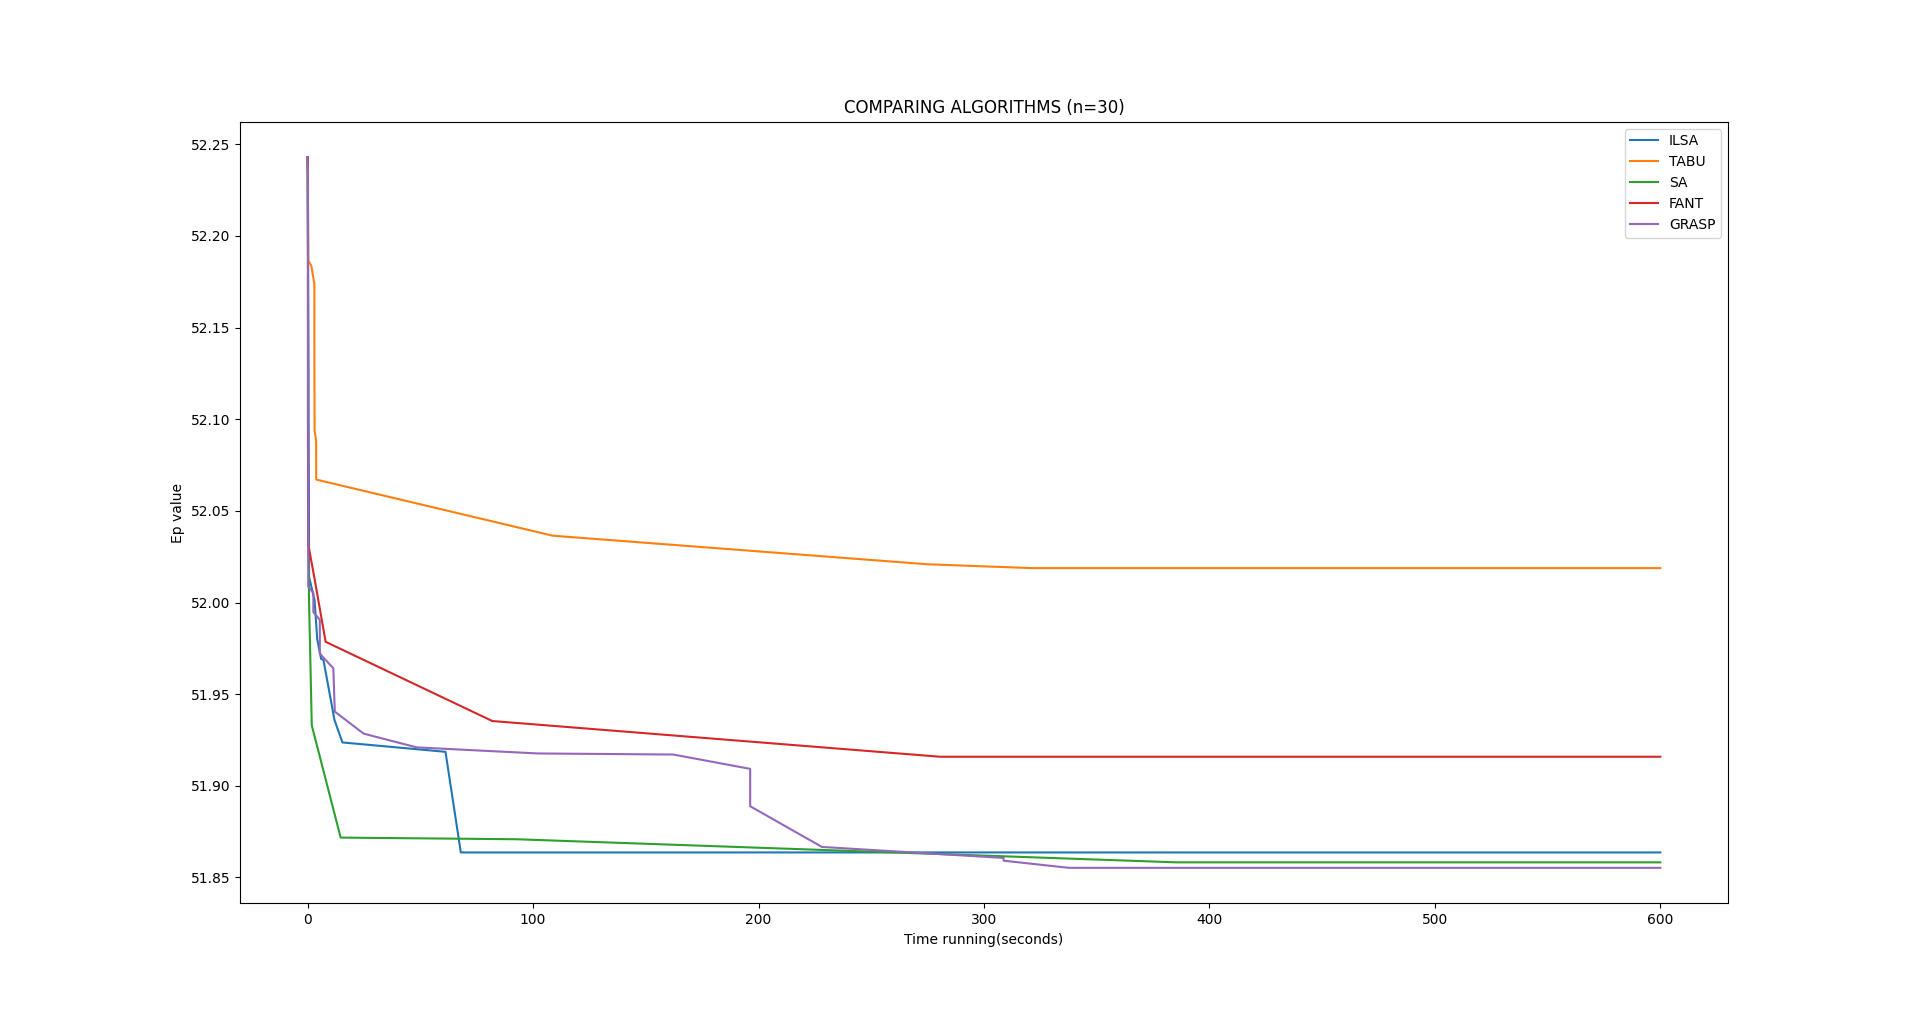 COMPARING ALGORITHMS (n=30)
ILSA
TABU
SA
FANT
GRASP
52.25
52.20
52.15
52.10
52.05
52.00
51.95
51.90
51.85
Ep value
0 100 200 300 400 500 600
Time running(seconds)